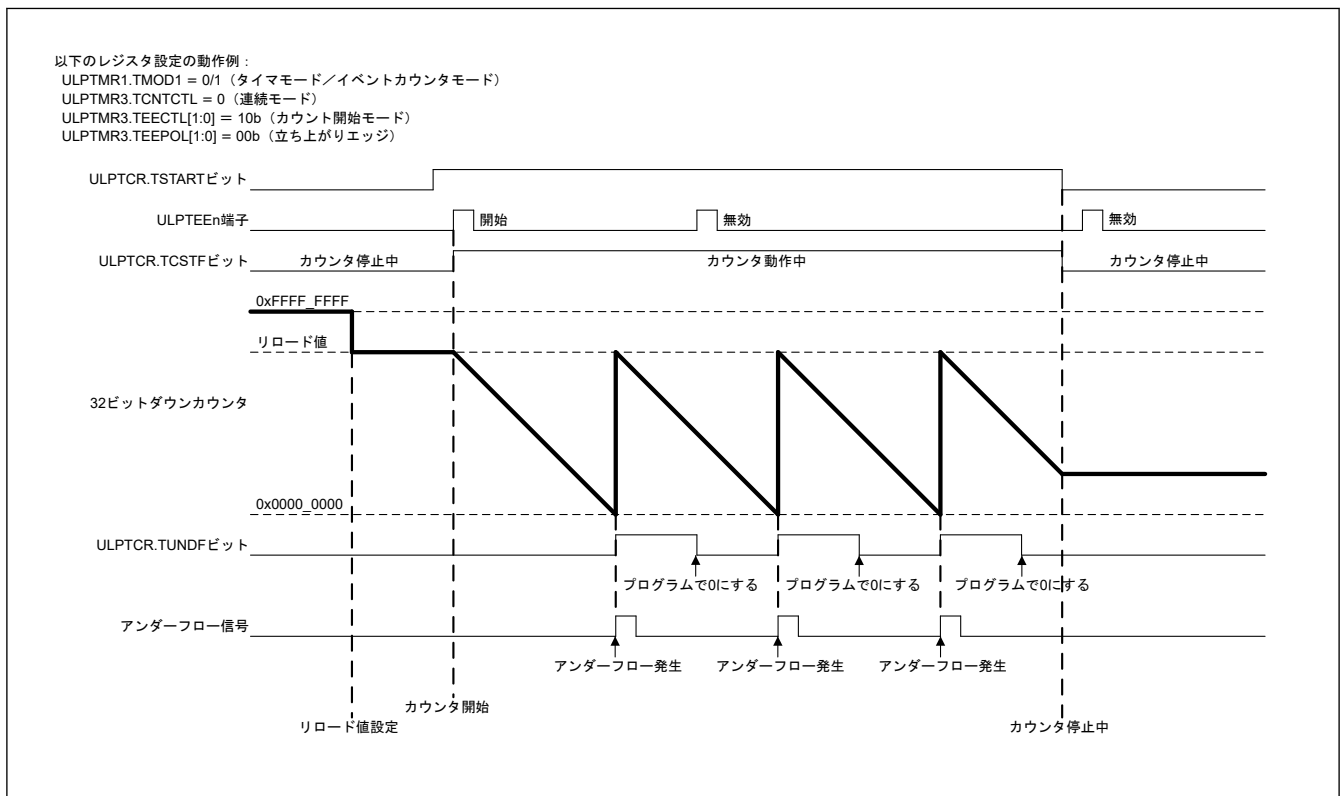 以下のレジスタ設定の動作例：
ULPTMR1.TMOD1 = 0/1（タイマモード／イベントカウンタモード）
ULPTMR3.TCNTCTL = 0（連続モード）
ULPTMR3.TEECTL[1:0] ＝ 10b（カウント開始モード）
ULPTMR3.TEEPOL[1:0] = 00b（立ち上がりエッジ）
ULPTCR.TSTARTビット
ULPTEEn端子 開始 無効 無効
ULPTCR.TCSTFビット カウンタ停止中 カウンタ動作中 カウンタ停止中
0xFFFF_FFFF
リロード値
32ビットダウンカウンタ
0x0000_0000
ULPTCR.TUNDFビット
プログラムで0にする プログラムで0にする プログラムで0にする
アンダーフロー信号
アンダーフロー発生 アンダーフロー発生 アンダーフロー発生
カウンタ開始
リロード値設定 カウンタ停止中